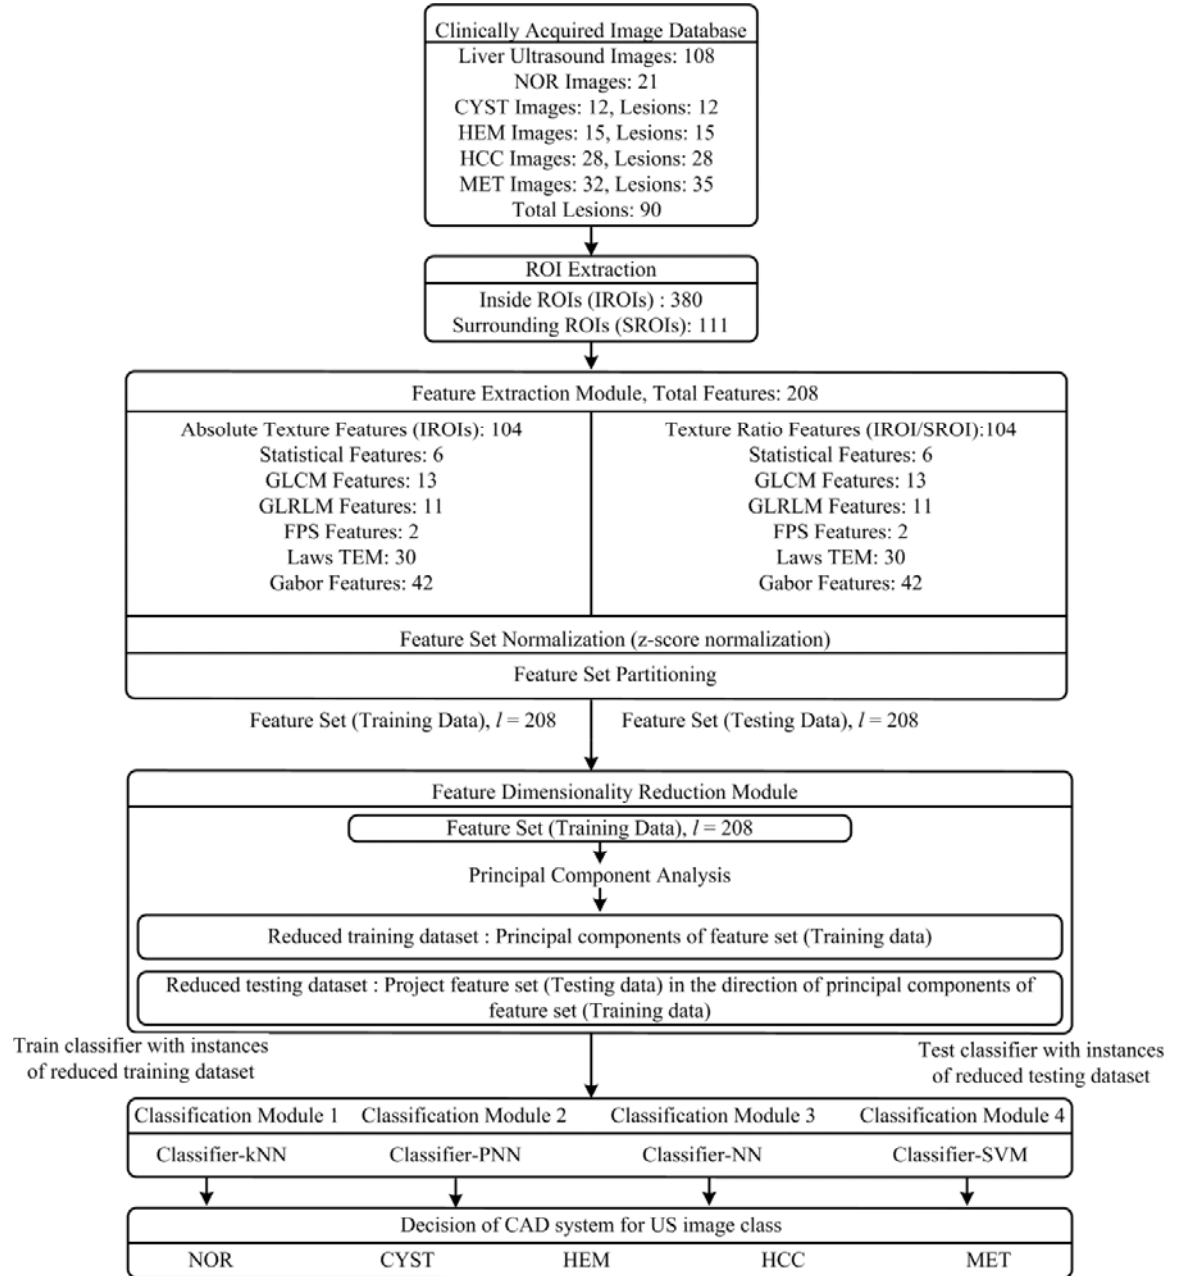 Clinically Acquired Image Database
Liver Ultrasound Images: 108
NOR Images: 21
CYST Images: 12, Lesions: 12
HEM Images: 15, Lesions: 15
HCC Images: 28, Lesions: 28
MET Images: 32, Lesions: 35
Total Lesions: 90
ROI Extraction
Inside ROIs (IROIs) : 380
Surrounding ROIs (SROIs): 111
Feature Extraction Module, Total Features: 208
Absolute Texture Features (IROIs): 104
Statistical Features: 6
GLCM Features: 13
GLRLM Features: 11
FPS Features: 2
Laws TEM: 30
Gabor Features: 42
Texture Ratio Features (IROI/SROI):104
Statistical Features: 6
GLCM Features: 13
GLRLM Features: 11
FPS Features: 2
Laws TEM: 30
Gabor Features: 42
Feature Set Normalization (z-score normalization)
Feature Set Partitioning
Feature Set (Training Data), l = 208
Feature Set (Testing Data), l = 208
Feature Dimensionality Reduction Module
Feature Set (Training Data), l = 208
Principal Component Analysis
Reduced training dataset : Principal components of feature set (Training data)
Reduced testing dataset : Project feature set (Testing data) in the direction of principal components of
feature set (Training data)
Train classifier with instances
of reduced training dataset
Test classifier with instances
of reduced testing dataset
Classification Module 1
Classification Module 2
Classification Module 3
Classification Module 4
Classifier-kNN
Classifier-PNN
Classifier-NN
Classifier-SVM
Decision of CAD system for US image class
NOR
CYST
HEM
HCC
MET